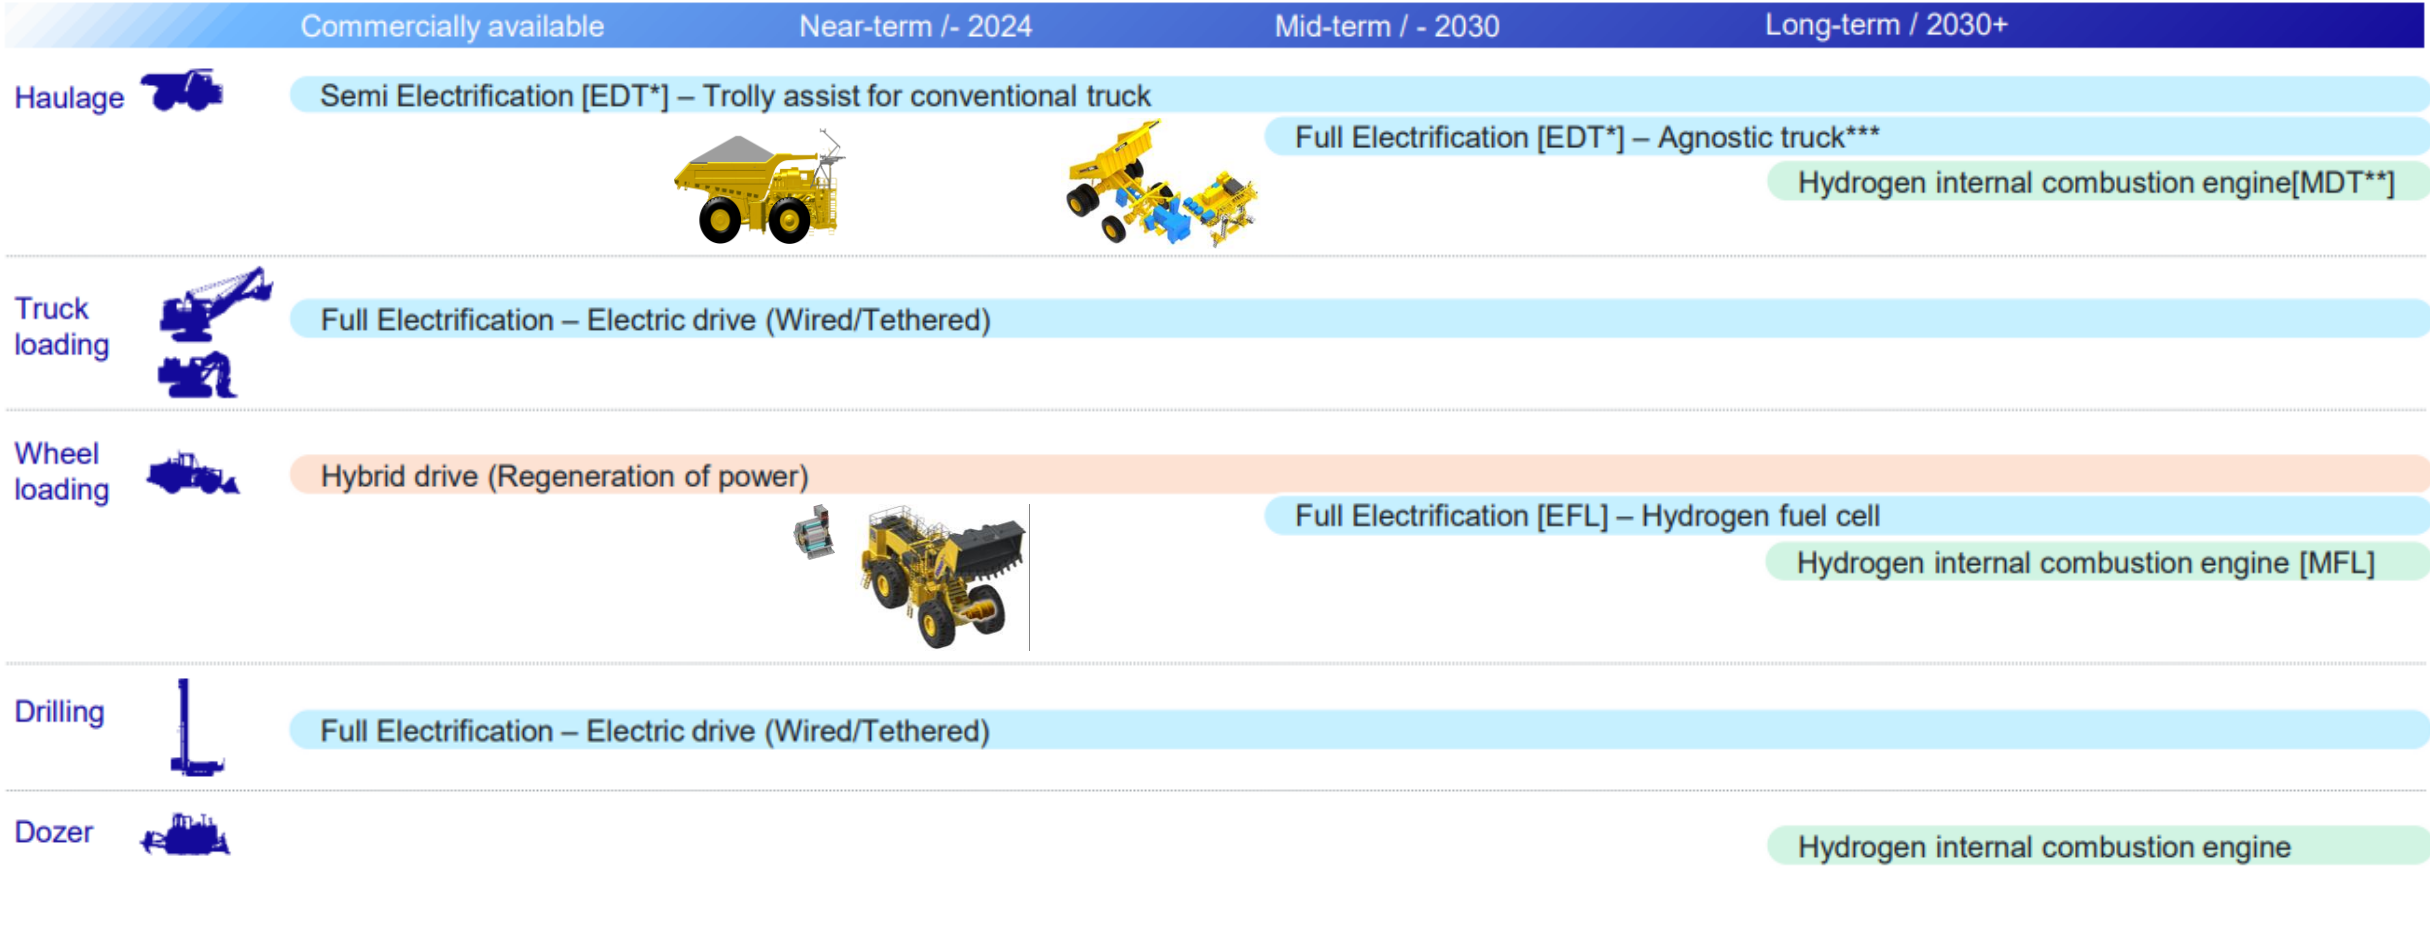 Commercially available
Near-term /- 2024
Mid-term / - 2030
Long-term / 2030+
Haulage
Semi Electrification [EDT*] – Trolly assist for conventional truck
Full Electrification [EDT*] – Agnostic truck***
Hydrogen internal combustion engine[MDT**]
Truck
loading
Full Electrification – Electric drive (Wired/Tethered)
Wheel
loading
Hybrid drive (Regeneration of power)
Full Electrification [EFL] – Hydrogen fuel cell
Hydrogen internal combustion engine [MFL]
Drilling
Full Electrification – Electric drive (Wired/Tethered)
Dozer
Hydrogen internal combustion engine